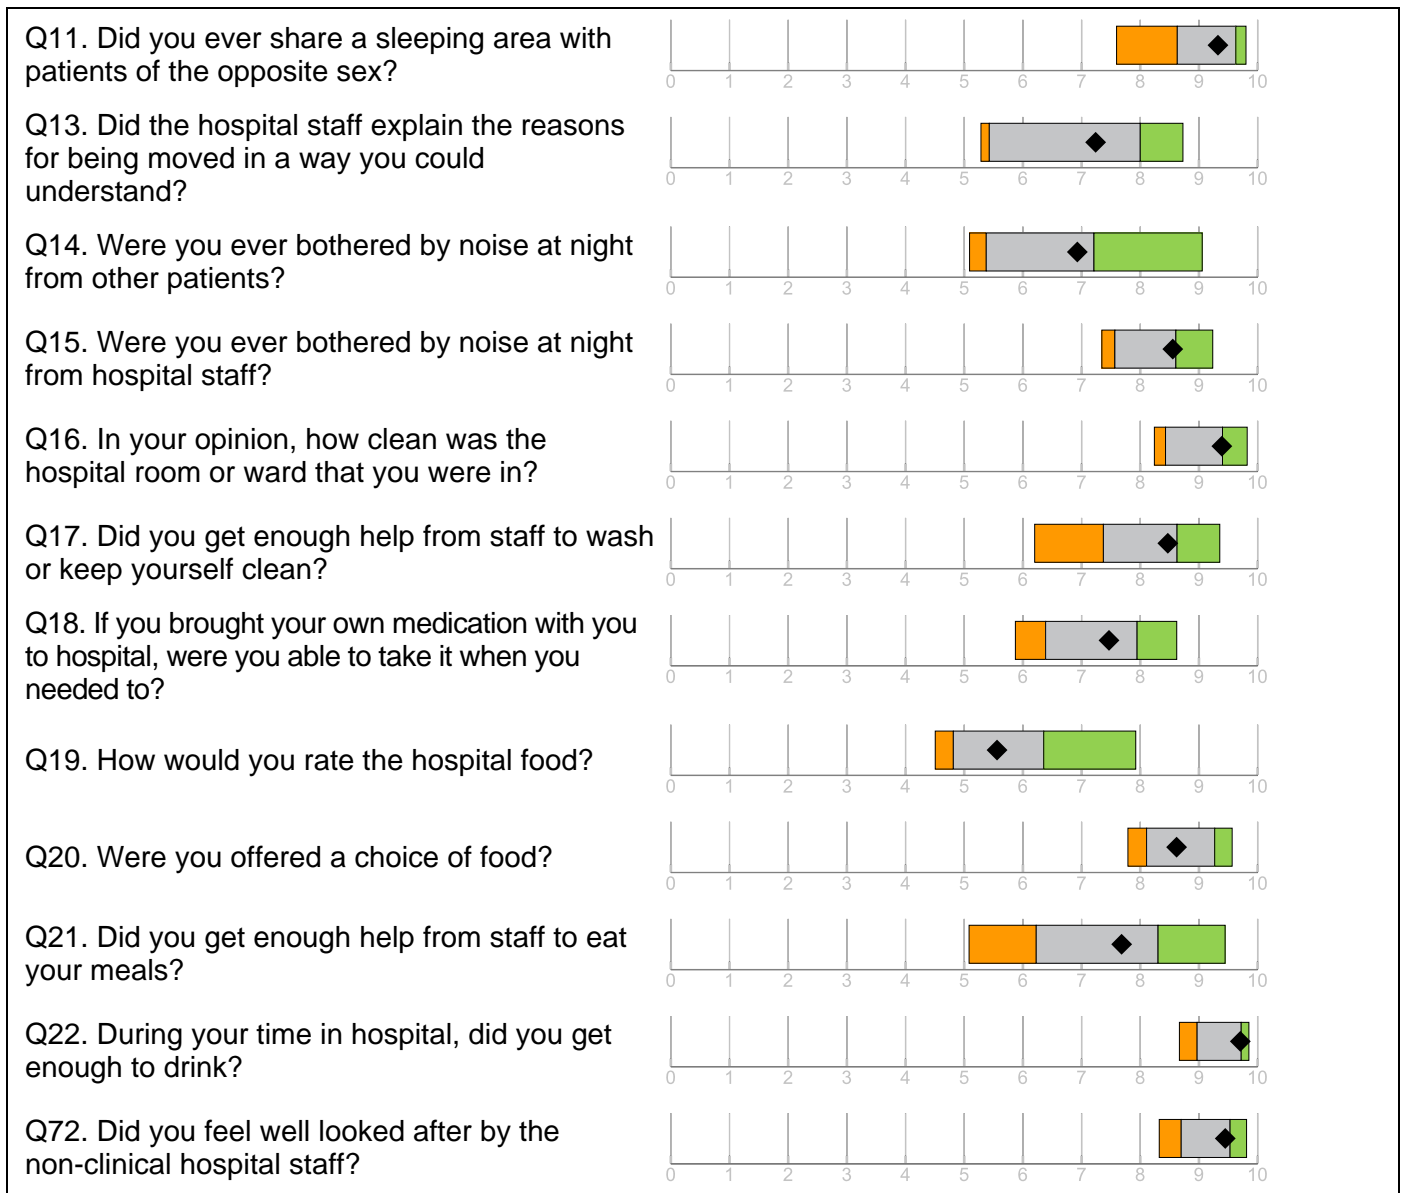 Q11. Did you ever share a sleeping area with
patients of the opposite sex?
0 1 2 3 4 5 6 7 8 9 10
Q13. Did the hospital staff explain the reasons
for being moved in a way you could
understand?
0 1 2 3 4 5 6 7 8 9 10
Q14. Were you ever bothered by noise at night
from other patients?
0 1 2 3 4 5 6 7 8 9 10
Q15. Were you ever bothered by noise at night
from hospital staff?
0 1 2 3 4 5 6 7 8 9 10
Q16. In your opinion, how clean was the
hospital room or ward that you were in?
0 1 2 3 4 5 6 7 8 9 10
Q17. Did you get enough help from staff to wash
or keep yourself clean?
0 1 2 3 4 5 6 7 8 9 10
Q18. If you brought your own medication with you
to hospital, were you able to take it when you
needed to?
0 1 2 3 4 5 6 7 8 9 10
Q19. How would you rate the hospital food?
0 1 2 3 4 5 6 7 8 9 10
Q20. Were you offered a choice of food?
0 1 2 3 4 5 6 7 8 9 10
Q21. Did you get enough help from staff to eat
your meals?
0 1 2 3 4 5 6 7 8 9 10
Q22. During your time in hospital, did you get
enough to drink?
0 1 2 3 4 5 6 7 8 9 10
Q72. Did you feel well looked after by the
non-clinical hospital staff?
0 1 2 3 4 5 6 7 8 9 10